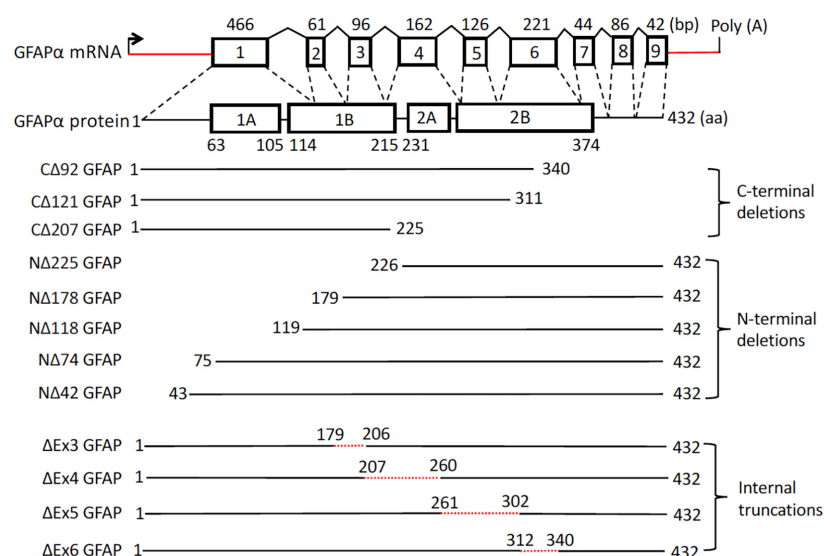 466 61 96 162 126 221 44 86 42 (bp) Poly (A)
GFAPα mRNA 1 2 3 4 5 6 7 8 9
GFAPα protein 1 1A 1B 2A 2B 432 (aa)
63 105 114 215 231 374
CΔ92 GFAP 1 340
CΔ121 GFAP 1 311
CΔ207 GFAP 1 225
C-terminal
deletions
NΔ225 GFAP 226 432
NΔ178 GFAP 179 432
NΔ118 GFAP 119 432
NΔ74 GFAP 75 432
NΔ42 GFAP 43 432
N-terminal
deletions
ΔEx3 GFAP 1 179 206 432
ΔEx4 GFAP 1 207 260 432
ΔEx5 GFAP 1 261 302 432
ΔEx6 GFAP 1 312 340 432
Internal
truncations